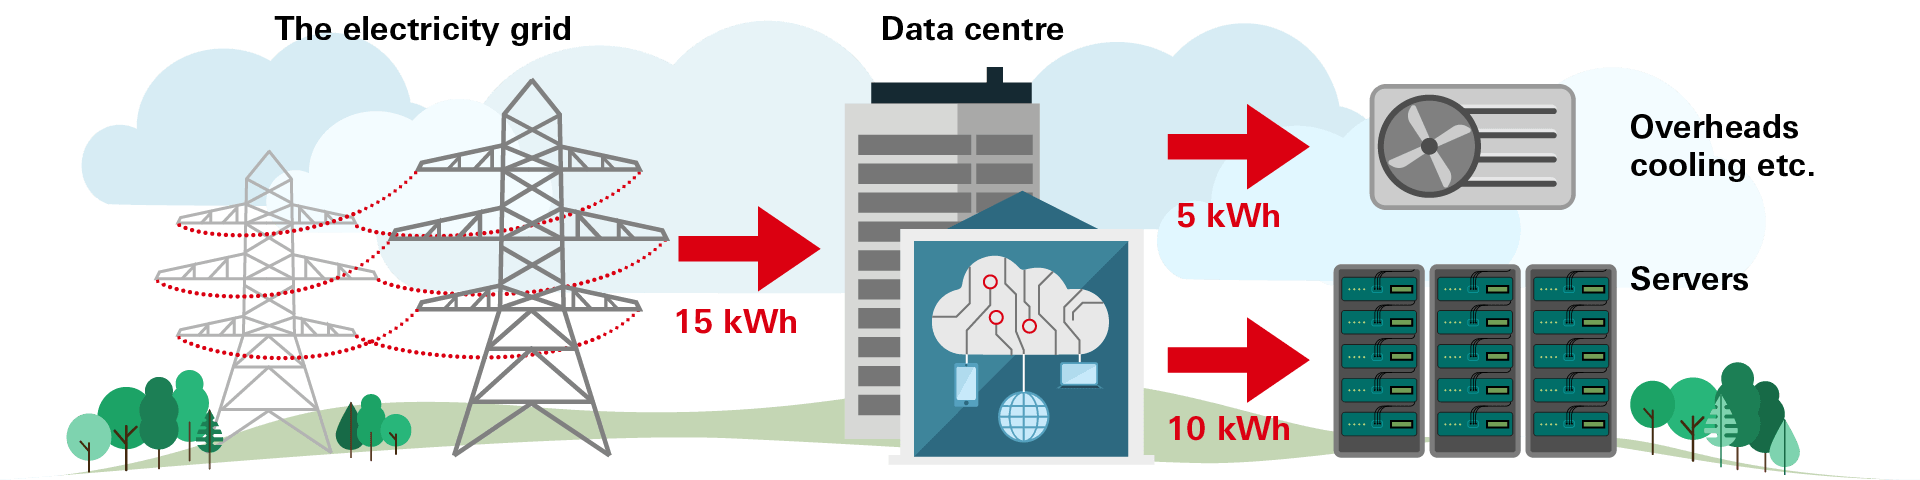 The electricity grid
Data centre
15 kWh
5 kWh
Overheads
cooling etc.
Servers
10 kWh